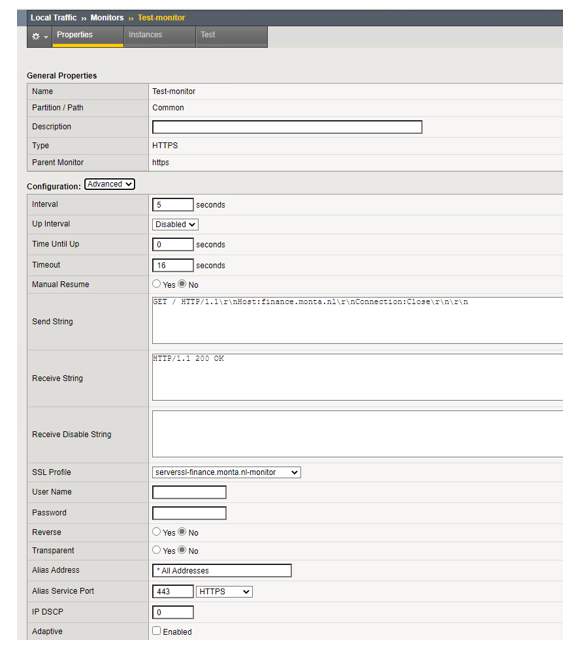 Local Traffic » Monitors » Test-monitor
Properties Instances Test
General Properties
Name Test-monitor
Partition / Path Common
Description
Type HTTPS
Parent Monitor https
Configuration: Advanced
Interval 5 seconds
Up Interval Disabled
Time Until Up 0 seconds
Timeout 16 seconds
Manual Resume Yes No
Send String GET / HTTP/1.1\r\nHost:finance.monta.nl\r\nConnection:Close\r\n\r\n
Receive String HTTP/1.1 200 OK
Receive Disable String
SSL Profile serverssl-finance.monta.nl-monitor
User Name
Password
Reverse Yes No
Transparent Yes No
Alias Address * All Addresses
Alias Service Port 443 HTTPS
IP DSCP 0
Adaptive Enabled